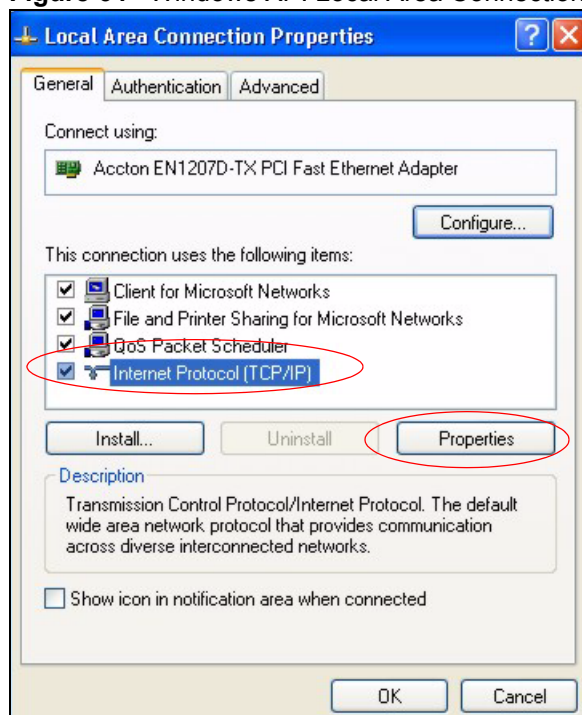 Local Area Connection Properties
General Authentication Advanced
Connect using:
Accton EN1207D-TX PCI Fast Ethernet Adapter
Configure...
This connection uses the following items:
Client for Microsoft Networks
File and Printer Sharing for Microsoft Networks
QoS Packet Scheduler
Internet Protocol (TCP/IP)
Install... Uninstall Properties
Description
Transmission Control Protocol/Internet Protocol. The default
wide area network protocol that provides communication
across diverse interconnected networks.
Show icon in notification area when connected
OK Cancel